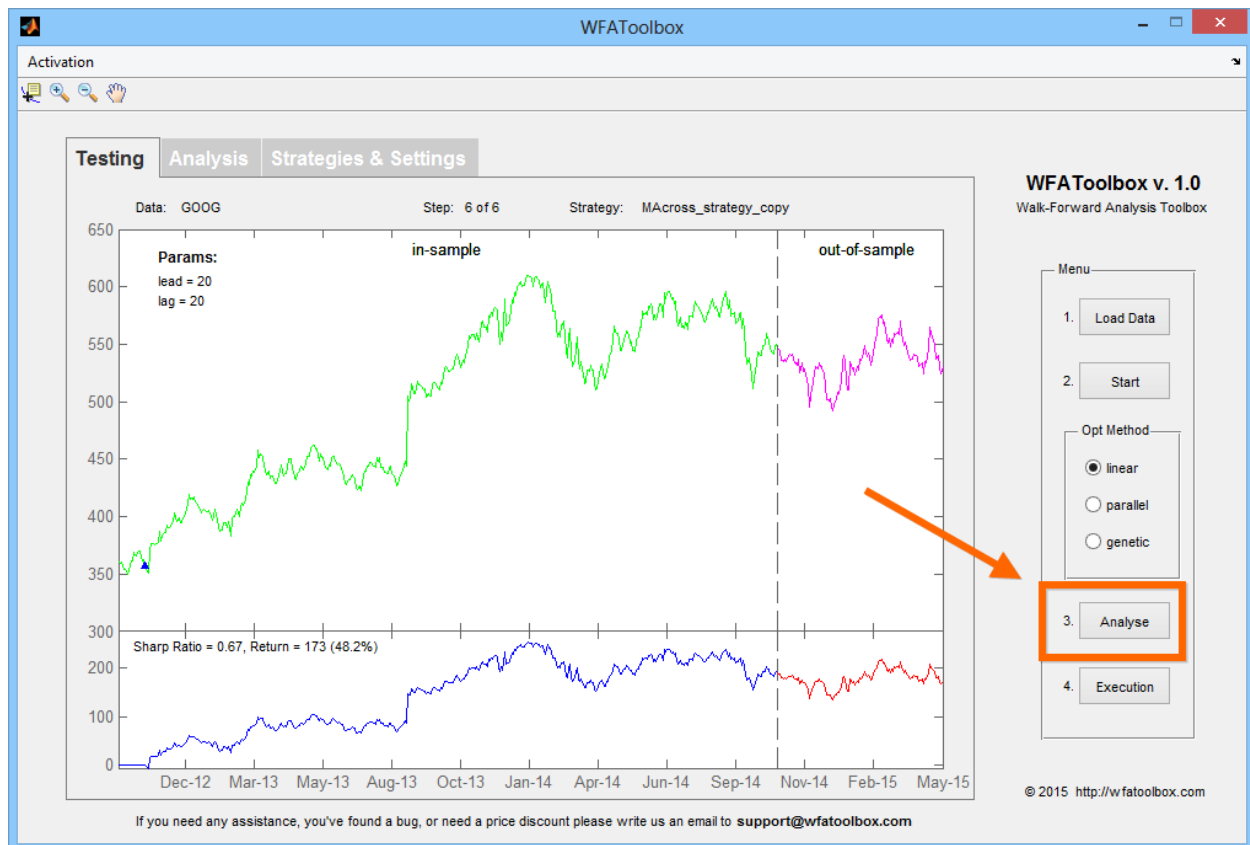 WFAToolbox
Activation
Testing Analysis Strategies & Settings
Data: GOOG Step: 6 of 6 Strategy: MAcross_strategy_copy
650
600
550
500
450
400
350
300
Params:
lead = 20
lag = 20
in-sample
out-of-sample
Sharp Ratio = 0.67, Return = 173 (48.2%)
200
100
0
Dec-12 Mar-13 May-13 Aug-13 Oct-13 Jan-14 Apr-14 Jun-14 Sep-14 Nov-14 Feb-15 May-15
If you need any assistance, you've found a bug, or need a price discount please write us an email to support@wfatoolbox.com
WFAToolbox v. 1.0
Walk-Forward Analysis Toolbox
Menu
1. Load Data
2. Start
Opt Method
linear
parallel
genetic
3. Analyse
4. Execution
© 2015 http://wfatoolbox.com